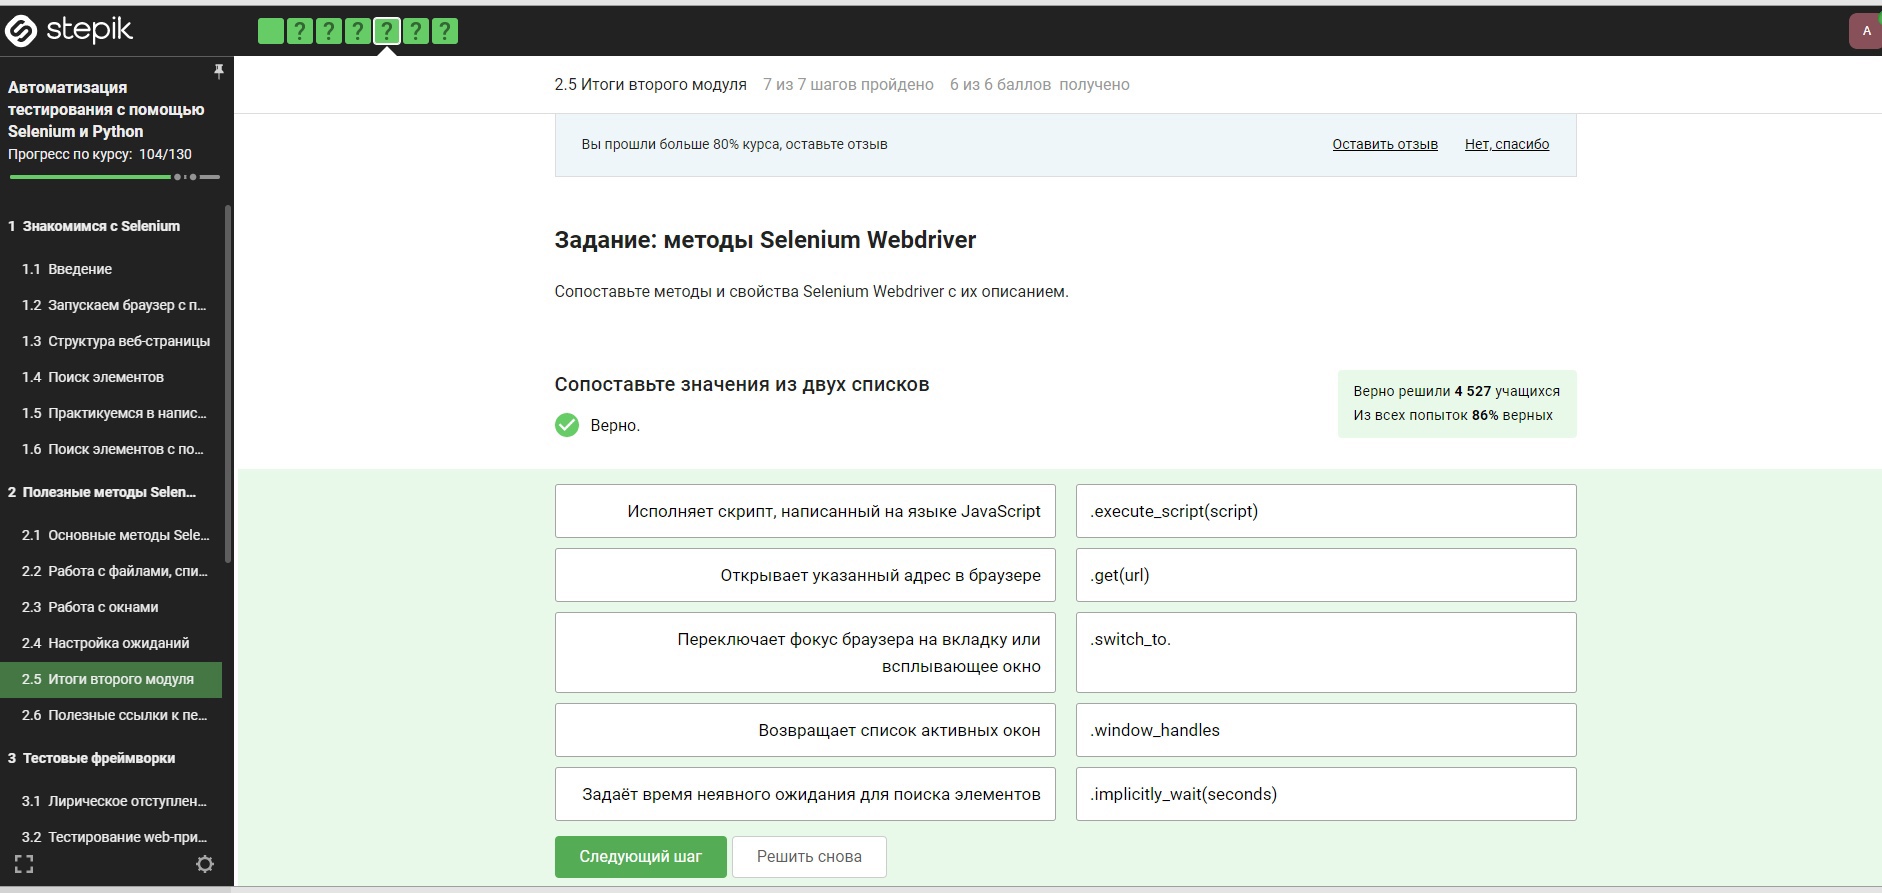 stepik
? ? ? ? ? ?
A
Автоматизация
тестирования с помощью
Selenium и Python
Прогресс по курсу: 104/130
1 Знакомимся с Selenium
1.1 Введение
1.2 Запускаем браузер с п...
1.3 Структура веб-страницы
1.4 Поиск элементов
1.5 Практикуемся в напис...
1.6 Поиск элементов с по...
2 Полезные методы Selen...
2.1 Основные методы Sele...
2.2 Работа с файлами, спи...
2.3 Работа с окнами
2.4 Настройка ожиданий
2.5 Итоги второго модуля
2.6 Полезные ссылки к пе...
3 Тестовые фреймворки
3.1 Лирическое отступлен...
3.2 Тестирование web-при...
2.5 Итоги второго модуля 7 из 7 шагов пройдено 6 из 6 баллов получено
Вы прошли больше 80% курса, оставьте отзыв Оставить отзыв Нет, спасибо
Задание: методы Selenium Webdriver
Сопоставьте методы и свойства Selenium Webdriver с их описанием.
Сопоставьте значения из двух списков
Верно.
Верно решили 4 527 учащихся
Из всех попыток 86% верных
Исполняет скрипт, написанный на языке JavaScript .execute_script(script)
Открывает указанный адрес в браузере .get(url)
Переключает фокус браузера на вкладку или .switch_to.
всплывающее окно
Возвращает список активных окон .window_handles
Задаёт время неявного ожидания для поиска элементов .implicitly_wait(seconds)
Следующий шаг Решить снова